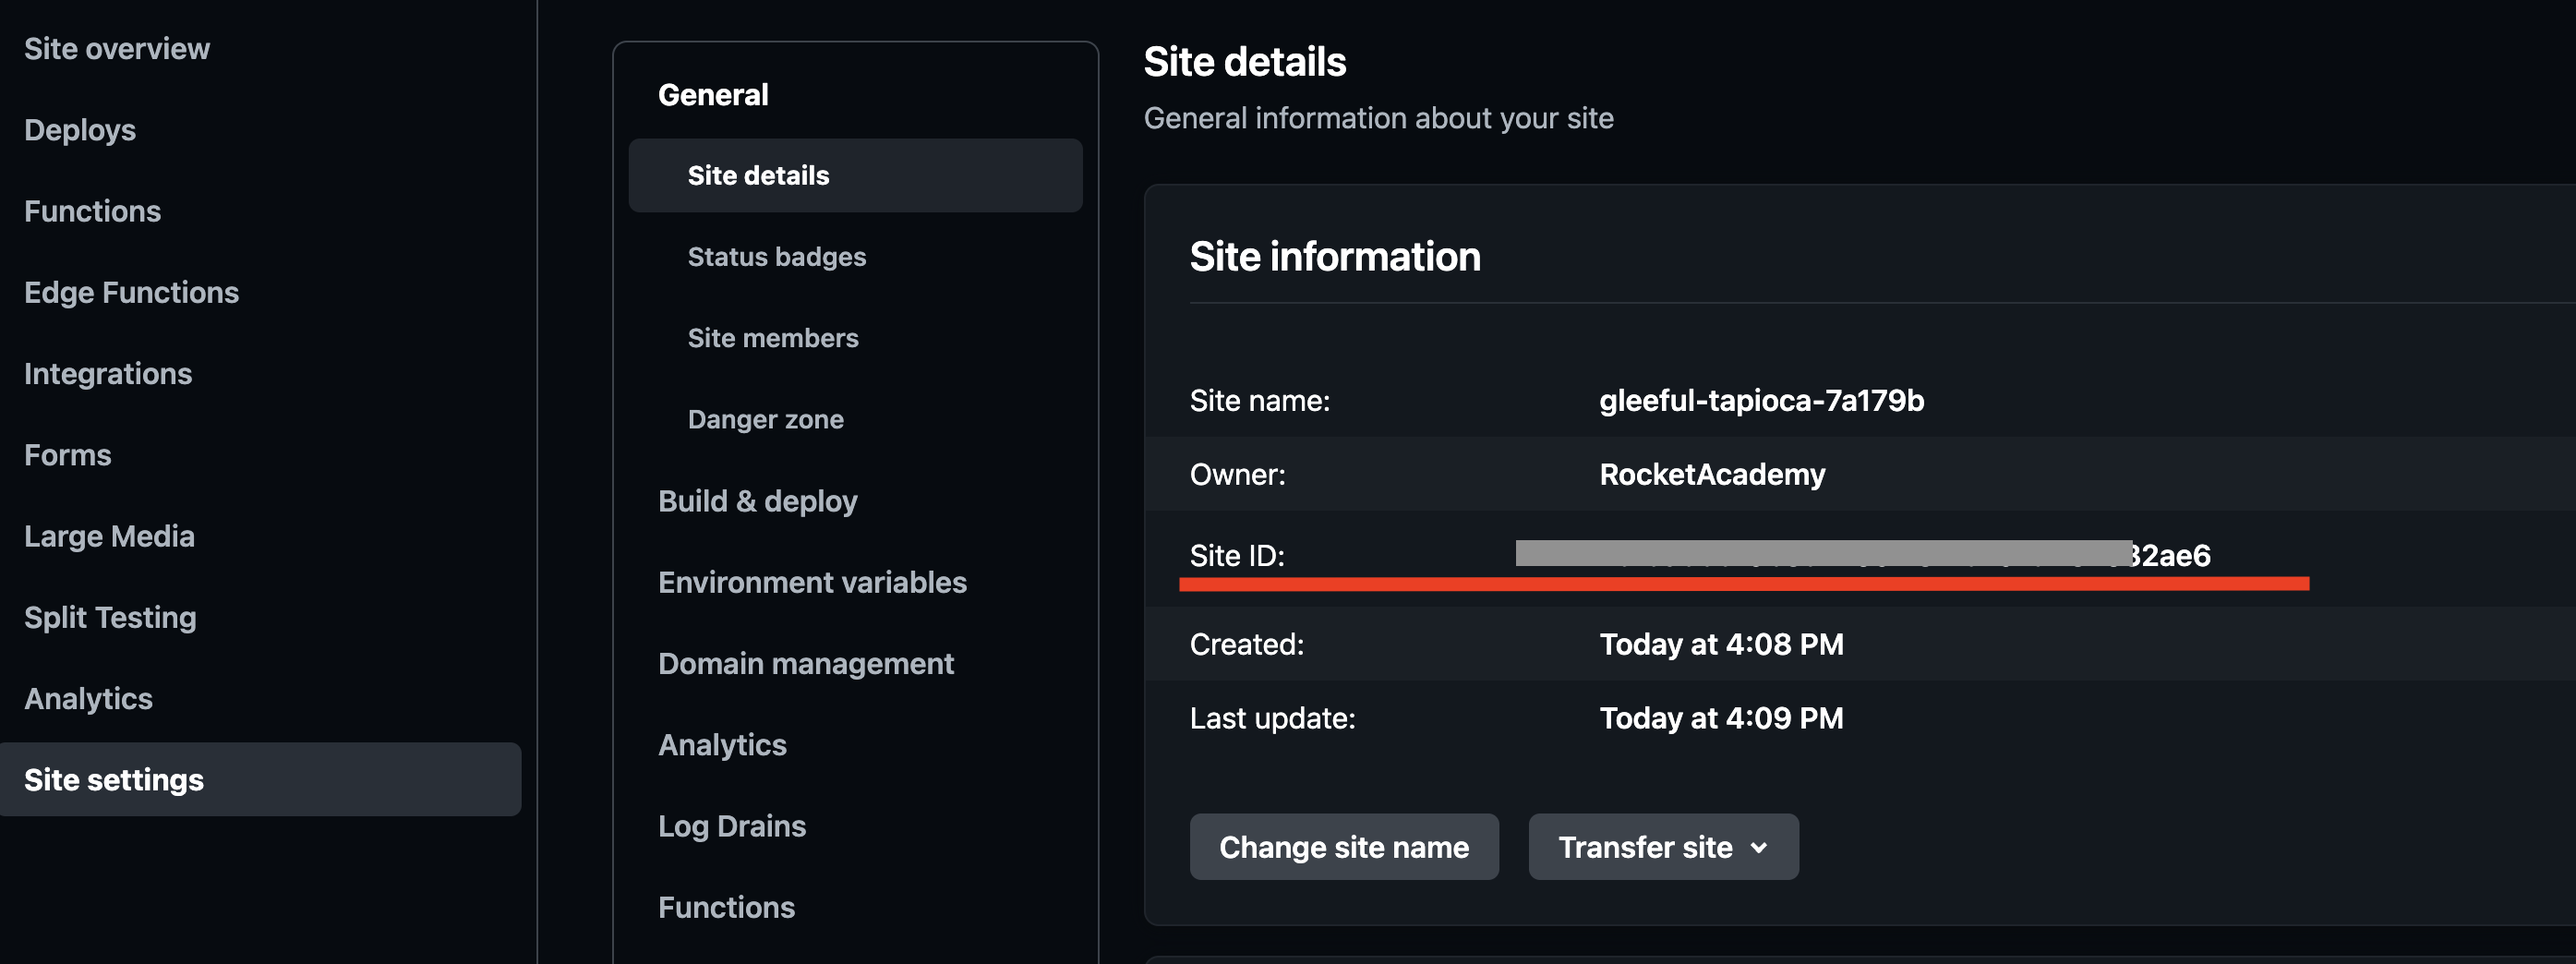 Site overview
Deploys
Functions
Edge Functions
Integrations
Forms
Large Media
Split Testing
Analytics
Site settings
General
Site details
Status badges
Site members
Danger zone
Build & deploy
Environment variables
Domain management
Analytics
Log Drains
Functions
Site details
General information about your site
Site information
Site name: gleeful-tapioca-7a179b
Owner: RocketAcademy
Site ID: 32ae6
Created: Today at 4:08 PM
Last update: Today at 4:09 PM
Change site name
Transfer site